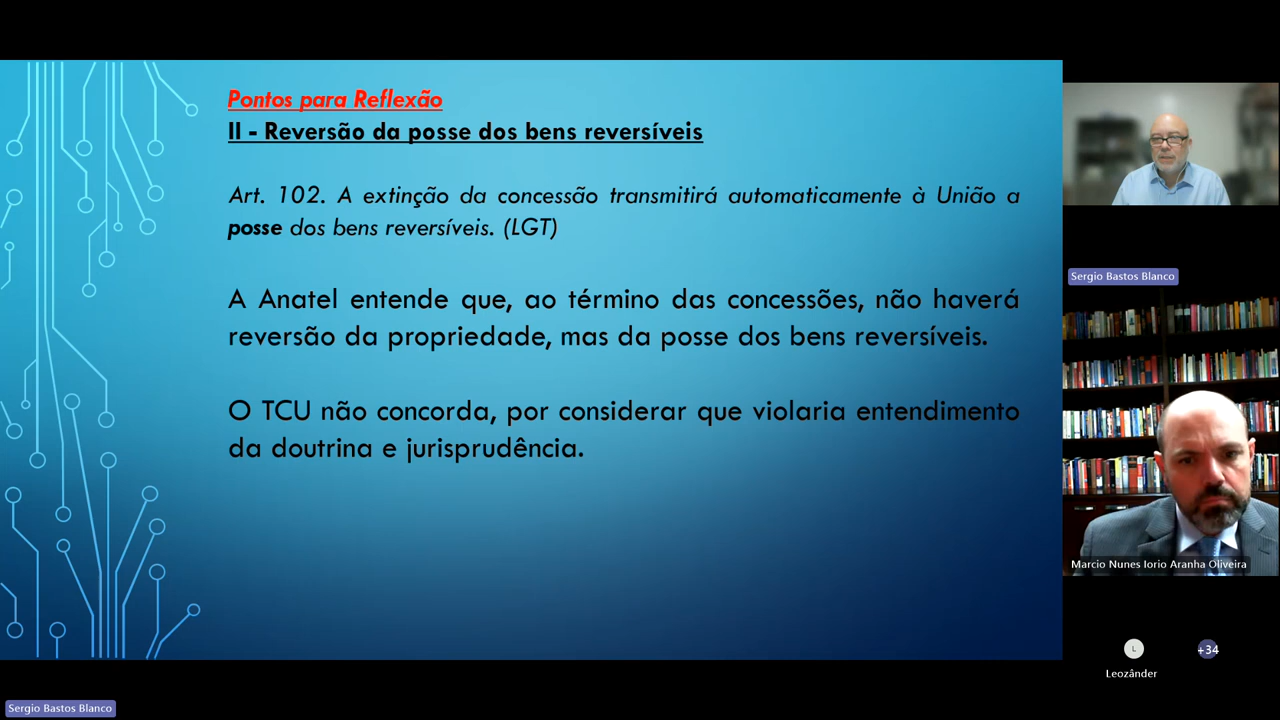 Pontos para Reflexão
II - Reversão da posse dos bens reversíveis
Art. 102. A extinção da concessão transmitirá automaticamente à União a
posse dos bens reversíveis. (LGT)
A Anatel entende que, ao término das concessões, não haverá
reversão da propriedade, mas da posse dos bens reversíveis.
O TCU não concorda, por considerar que violaria entendimento
da doutrina e jurisprudência.
Sergio Bastos Blanco
Marcio Nunes Iorio Aranha Oliveira
L
+34
Leozânder
Sergio Bastos Blanco